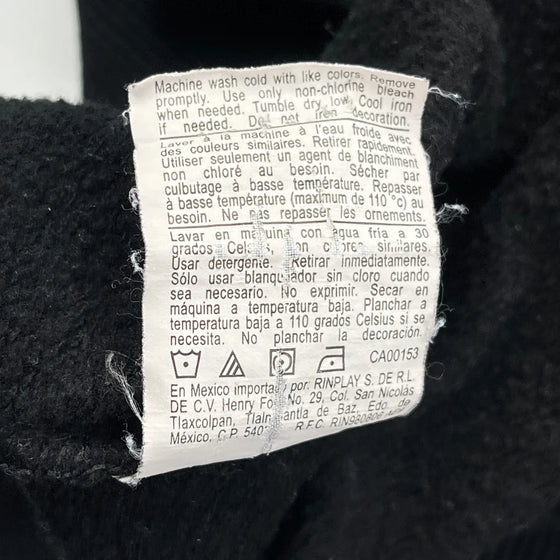 Machine wash cold with like colors. Remove
promptly. Use only non-chlorine bleach
when needed. Tumble dry low. Cool iron
if needed. Do not iron decoration.
Laver à la machine à l'eau froide avec
des couleurs similaires. Retirer rapidement.
Utiliser seulement un agent de blanchiment
non chloré au besoin. Sécher par
culbutage à basse température. Repasser
à basse température (maximum de 110 °c) au
besoin. Ne pas repasser les ornements.
Lavar en máquina con agua fría a 30
grados Celsius, con colores similares.
Usar detergente. Retirar inmediatamente.
Sólo usar blanqueador sin cloro cuando
sea necesario. No exprimir. Secar en
máquina a temperatura baja. Planchar a
temperatura baja a 110 grados Celsius si se
necesita. No planchar la decoración.
CA00153
En Mexico importado por: RINPLAY S. DE R.L.
DE C.V. Henry Ford No. 29, Col. San Nicolás
Tlaxcolpan, Tlalnepantla de Baz, Edo de
México, C.P. R.F.C.